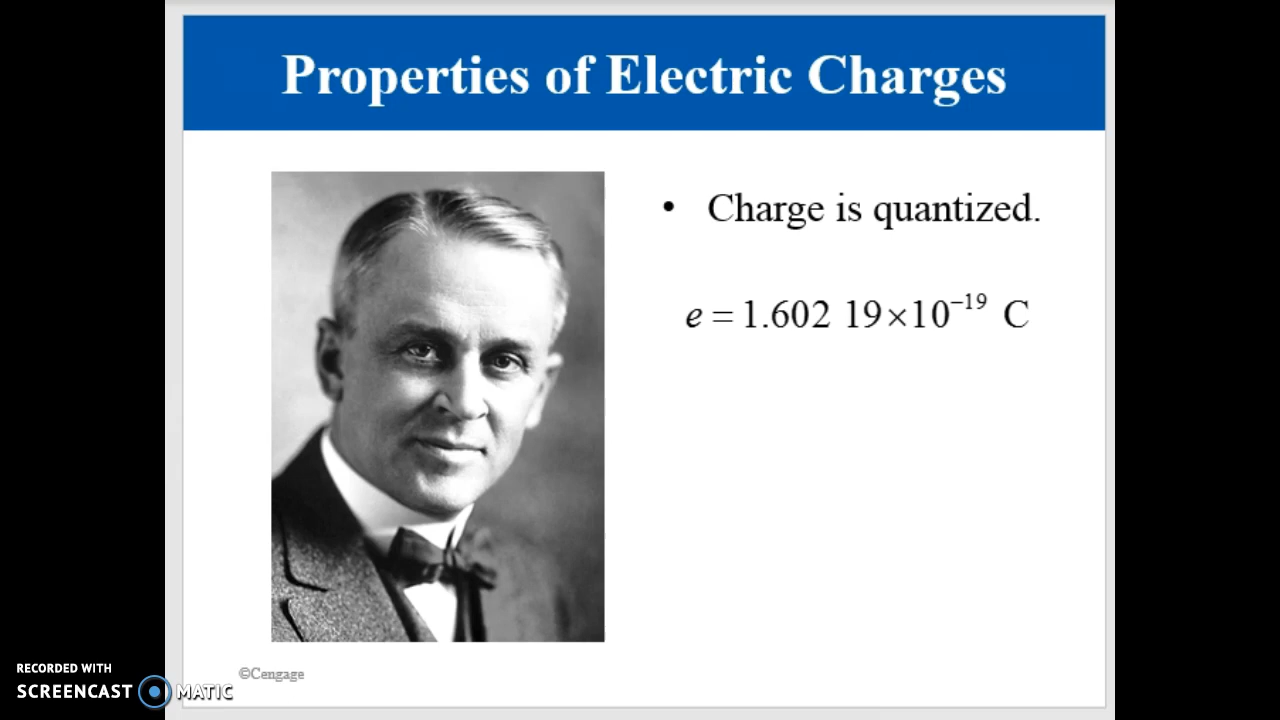 Properties of Electric Charges
• Charge is quantized.
e = 1.602 19×10⁻¹⁹ C
©Cengage
RECORDED WITH
SCREENCAST MATIC